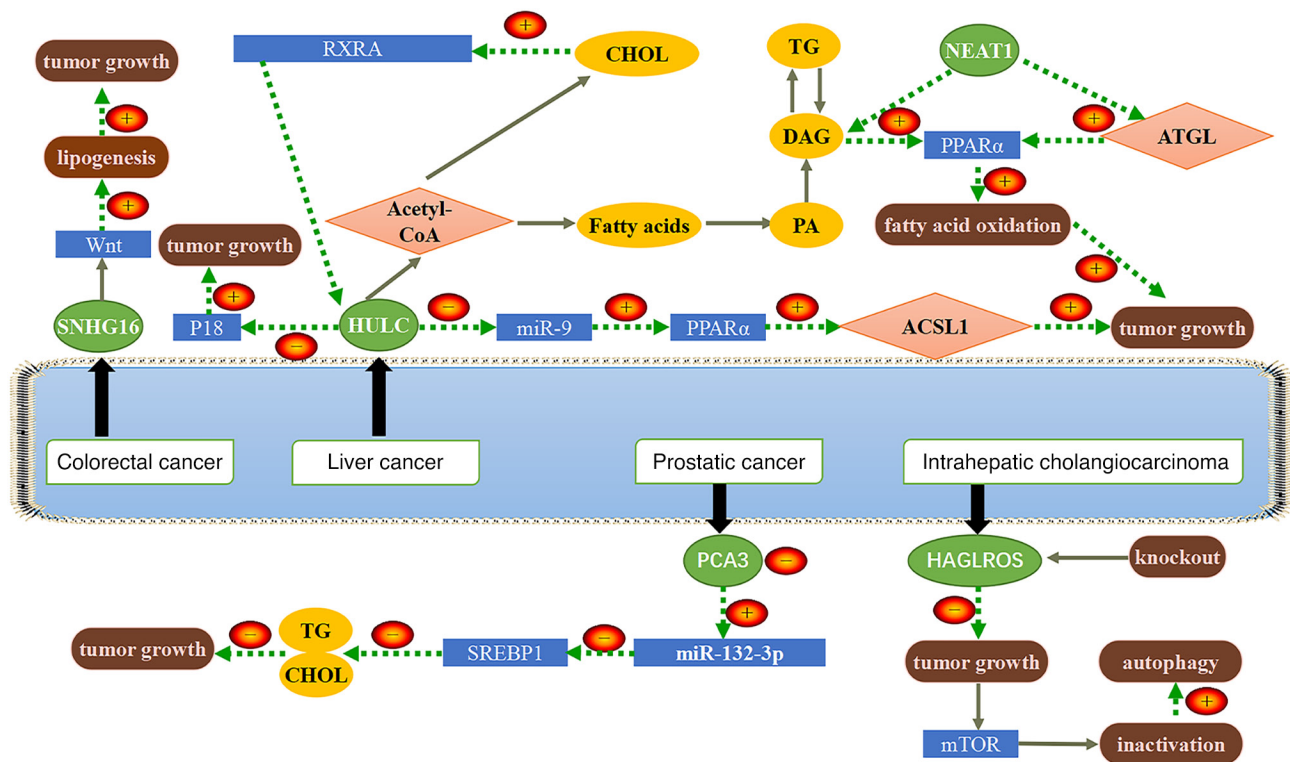 RXRA
+
CHOL
TG
NEAT1
tumor growth
+
lipogenesis
DAG
+
PPARα
+
ATGL
+
Wnt
tumor growth
Acetyl-
CoA
Fatty acids
PA
+
fatty acid oxidation
+
+
SNHG16
P18
−
HULC
−
miR-9
+
PPARα
+
ACSL1
+
tumor growth
Colorectal cancer
Liver cancer
Prostatic cancer
Intrahepatic cholangiocarcinoma
PCA3
−
HAGLROS
knockout
+
−
tumor growth
−
TG
CHOL
−
SREBP1
−
miR-132-3p
tumor growth
autophagy
+
mTOR
inactivation